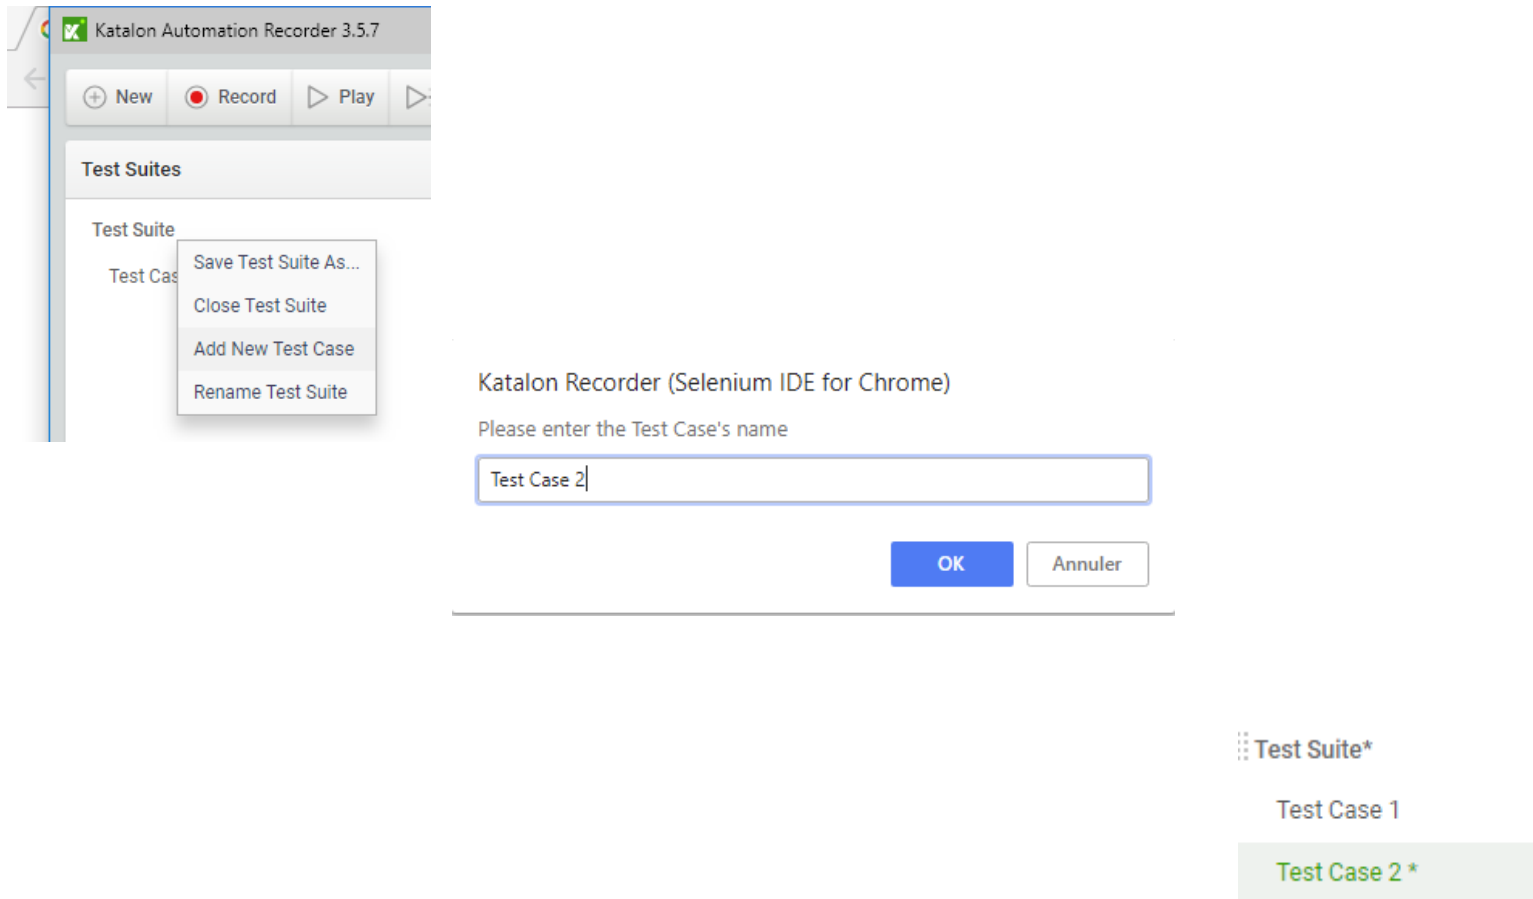 Katalon Automation Recorder 3.5.7
New Record Play
Test Suites
Test Suite
Test Cas
Save Test Suite As...
Close Test Suite
Add New Test Case
Rename Test Suite
Katalon Recorder (Selenium IDE for Chrome)
Please enter the Test Case's name
Test Case 2
OK Annuler
Test Suite*
Test Case 1
Test Case 2 *